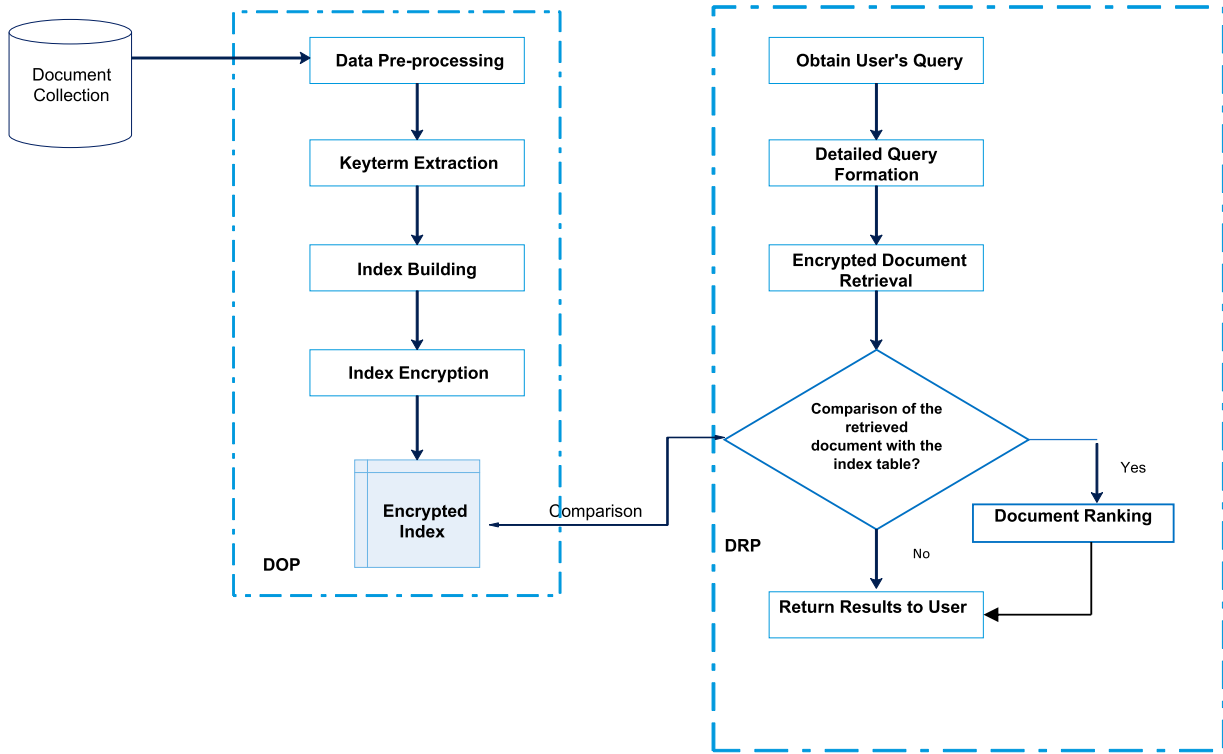 Document
Collection
Data Pre-processing
Keyterm Extraction
Index Building
Index Encryption
Encrypted
Index
DOP
Comparison
Obtain User's Query
Detailed Query
Formation
Encrypted Document
Retrieval
Comparison of the
retrieved
document with the
index table?
Yes
Document Ranking
DRP
No
Return Results to User